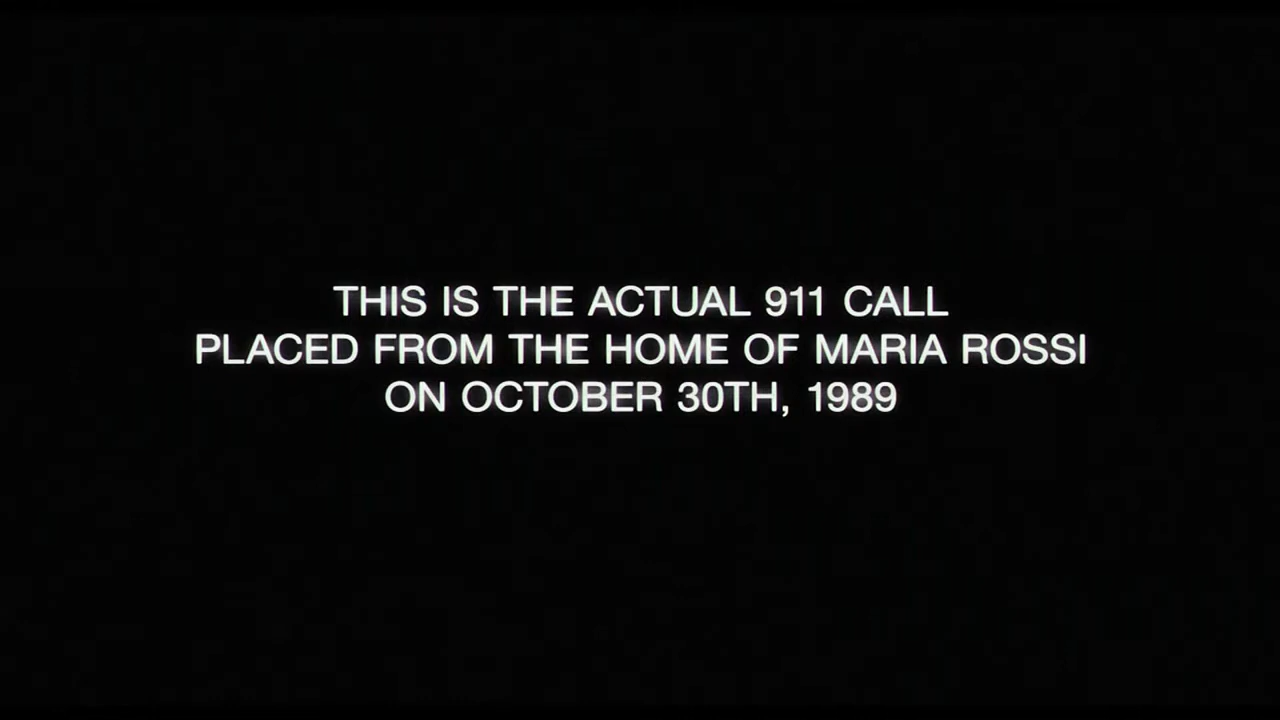 THIS IS THE ACTUAL 911 CALL
PLACED FROM THE HOME OF MARIA ROSSI
ON OCTOBER 30TH, 1989